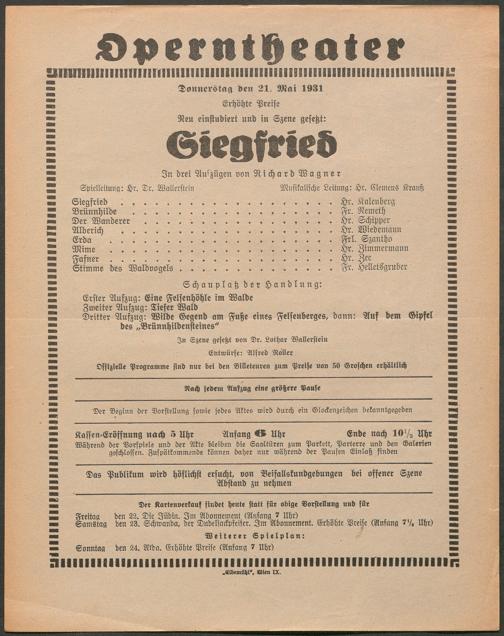 Operntheater
Donnerstag den 21. Mai 1931
Erhöhte Preise
Neu einstudiert und in Szene gesetzt:
Siegfried
In drei Aufzügen von Richard Wagner
Spielleitung: Hr. Dr. Wallerstein Musikalische Leitung: Hr. Clemens Krauß
Siegfried . . . . . . . . . . . . . . . . Hr. Kalenberg
Brünnhilde . . . . . . . . . . . . . . . Fr. Nemeth
Der Wanderer . . . . . . . . . . . . . . Hr. Schipper
Alberich . . . . . . . . . . . . . . . . Hr. Wiedemann
Erda . . . . . . . . . . . . . . . . . . Frl. Szantho
Mime . . . . . . . . . . . . . . . . . . Hr. Zimmermann
Fafner . . . . . . . . . . . . . . . . . Hr. Zec
Stimme des Waldvogels . . . . . . . . . . Fr. Helletsgruber
Schauplatz der Handlung:
Erster Aufzug: Eine Felsenhöhle im Walde
Zweiter Aufzug: Tiefer Wald
Dritter Aufzug: Wilde Gegend am Fuße eines Felsenberges, dann: Auf dem Gipfel
des „Brünnhildensteines"
In Szene gesetzt von Dr. Lothar Wallerstein
Entwürfe: Alfred Roller
Offizielle Programme sind nur bei den Billeteuren zum Preise von 50 Groschen erhältlich
Nach jedem Aufzug eine größere Pause
Der Beginn der Vorstellung sowie jedes Aktes wird durch ein Glockenzeichen bekanntgegeben
Kassen-Eröffnung nach 5 Uhr Anfang 6 Uhr Ende nach 10½ Uhr
Während der Vorspiele und der Akte bleiben die Saaltüren zum Parkett, Parterre und den Galerien
geschlossen. Zuspätkommende können daher nur während der Pausen Einlaß finden
Das Publikum wird höflichst ersucht, von Beifallskundgebungen bei offener Szene
Abstand zu nehmen
Der Kartenverkauf findet heute statt für obige Vorstellung und für
Freitag den 22. Die Jüdin. Im Abonnement (Anfang 7 Uhr)
Samstag den 23. Schwanda, der Dudelsackpfeifer. Im Abonnement. Erhöhte Preise (Anfang 7½ Uhr)
Weiterer Spielplan:
Sonntag den 24. Aida. Erhöhte Preise (Anfang 7 Uhr)
„Elbemühl", Wien IX.